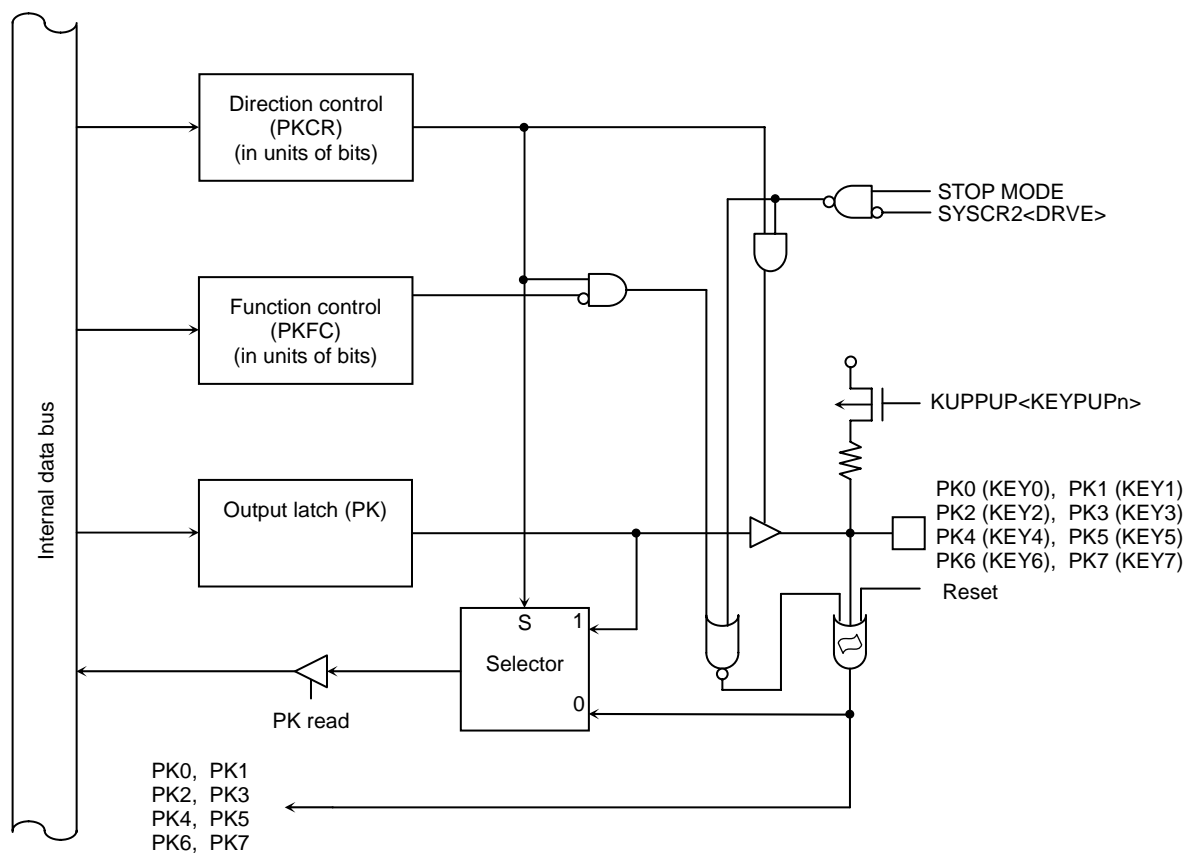 Internal data bus
Direction control
(PKCR)
(in units of bits)
STOP MODE
SYSCR2<DRVE>
Function control
(PKFC)
(in units of bits)
KUPPUP<KEYPUPn>
Output latch (PK)
PK0 (KEY0), PK1 (KEY1)
PK2 (KEY2), PK3 (KEY3)
PK4 (KEY4), PK5 (KEY5)
PK6 (KEY6), PK7 (KEY7)
Reset
S
1
Selector
0
PK read
PK0, PK1
PK2, PK3
PK4, PK5
PK6, PK7